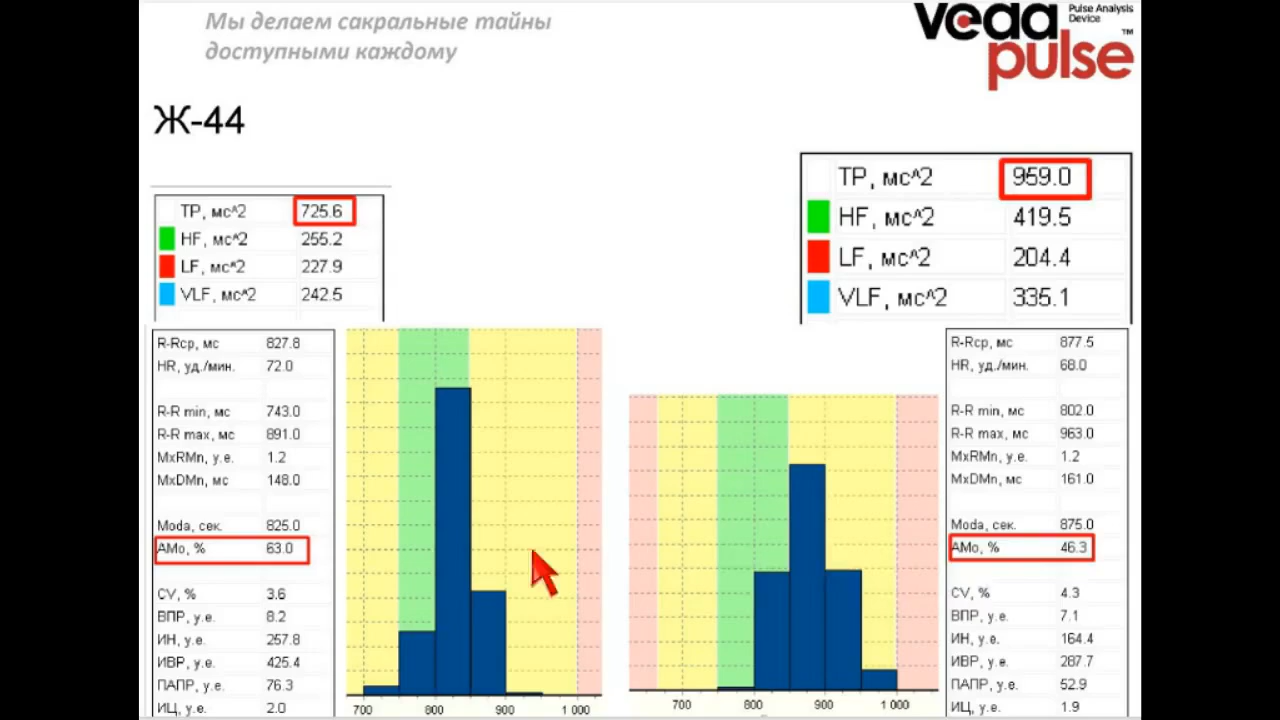 Мы делаем сакральные тайны
доступными каждому
veda
pulse
Pulse Analysis
Device
TM
Ж-44
TP, мс^2 725.6
HF, мс^2 255.2
LF, мс^2 227.9
VLF, мс^2 242.5
TP, мс^2 959.0
HF, мс^2 419.5
LF, мс^2 204.4
VLF, мс^2 335.1
R-Rср, мс 827.8
HR, уд./мин. 72.0
R-R min, мс 743.0
R-R max, мс 891.0
MxRMn, у.е. 1.2
MxDMn, мс 148.0
Moda, сек. 825.0
AMo, % 63.0
CV, % 3.6
ВПР, у.е. 8.2
ИН, у.е. 257.8
ИВР, у.е. 425.4
ПАПР, у.е. 76.3
ИЦ, у.е. 2.0
700 800 900 1 000
700 800 900 1 000
R-Rср, мс 877.5
HR, уд./мин. 68.0
R-R min, мс 802.0
R-R max, мс 963.0
MxRMn, у.е. 1.2
MxDMn, мс 161.0
Moda, сек. 875.0
AMo, % 46.3
CV, % 4.3
ВПР, у.е. 7.1
ИН, у.е. 164.4
ИВР, у.е. 287.7
ПАПР, у.е. 52.9
ИЦ, у.е. 1.9